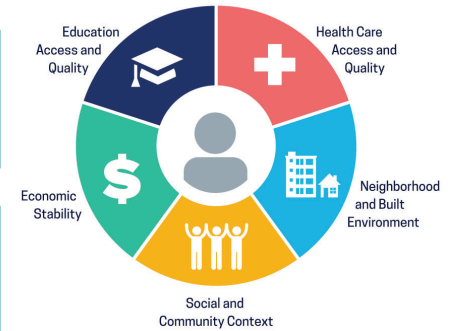 Education
Access and
Quality
Health Care
Access and
Quality
Economic
Stability
$
Neighborhood
and Built
Environment
Social and
Community Context